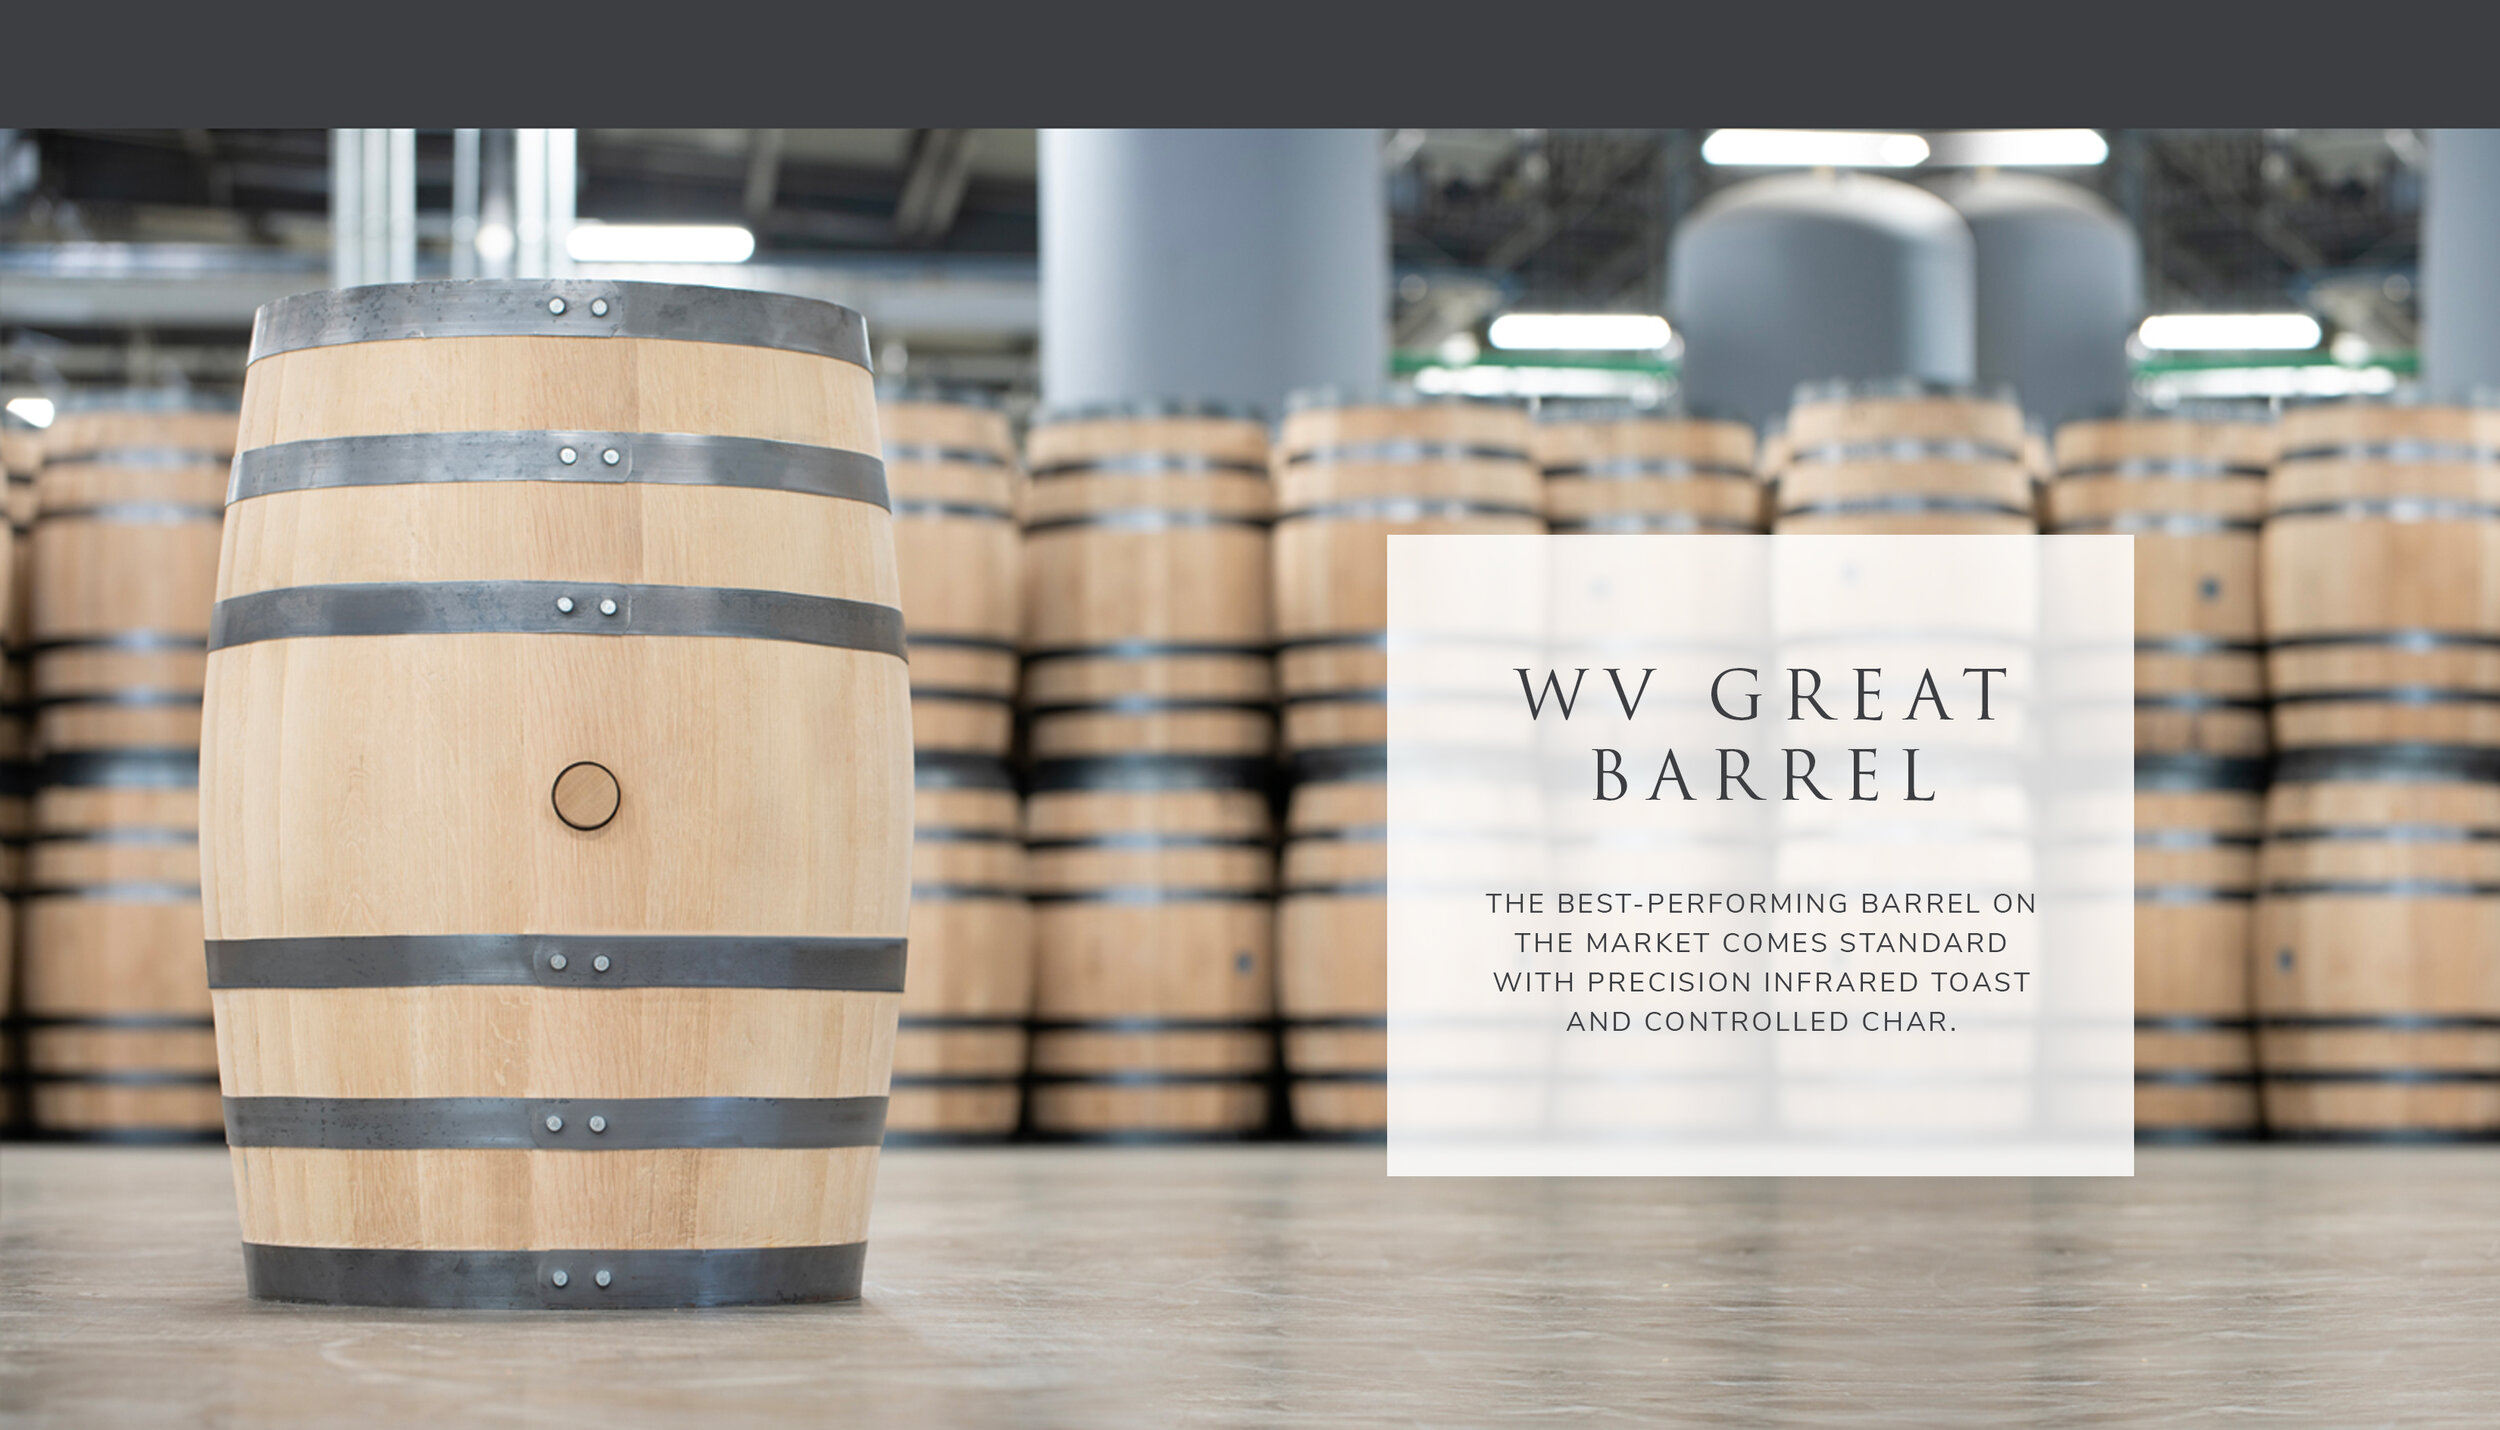 WV GREAT
BARREL
THE BEST-PERFORMING BARREL ON
THE MARKET COMES STANDARD
WITH PRECISION INFRARED TOAST
AND CONTROLLED CHAR.